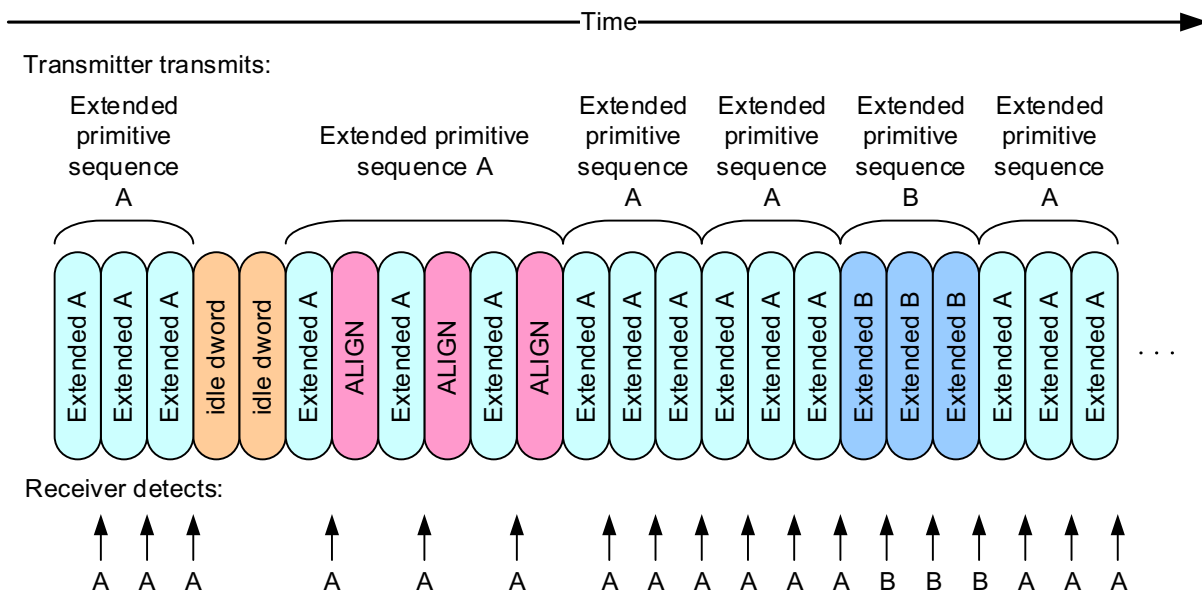 Time
Transmitter transmits:
Extended
primitive
sequence
A
Extended primitive
sequence A
Extended
primitive
sequence
A
Extended
primitive
sequence
A
Extended
primitive
sequence
B
Extended
primitive
sequence
A
Extended A
Extended A
Extended A
idle dword
idle dword
Extended A
ALIGN
Extended A
ALIGN
Extended A
ALIGN
Extended A
Extended A
Extended A
Extended A
Extended A
Extended A
Extended B
Extended B
Extended B
Extended A
Extended A
Extended A
. . .
Receiver detects:
A A A A A A A A A A A A B B B A A A